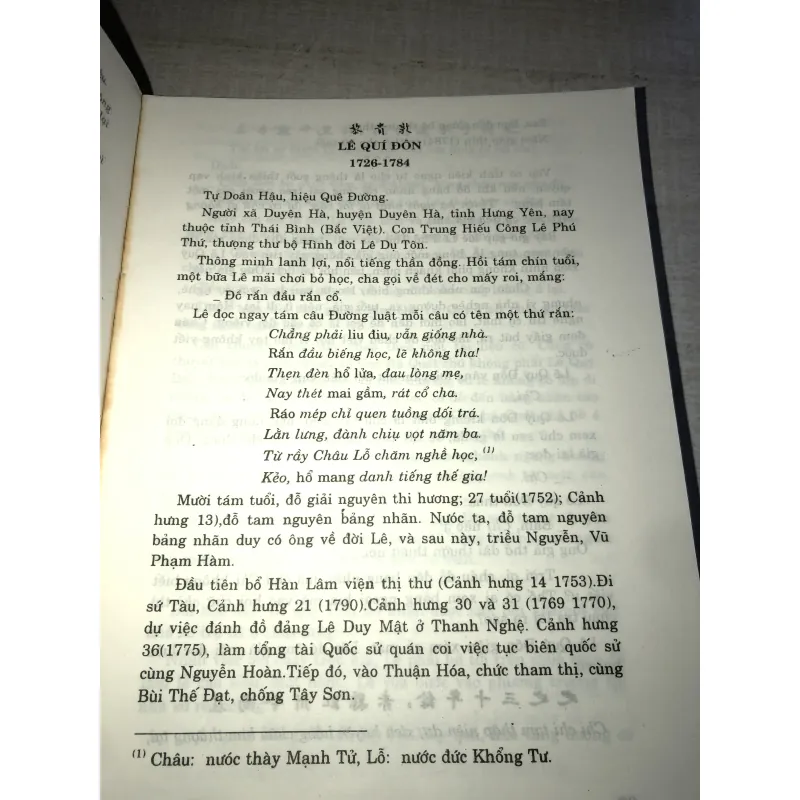 黎貴惇
LÊ QUÍ ĐÔN
1726-1784
Tự Doãn Hậu, hiệu Quế Đường.
Người xã Duyên Hà, huyện Duyên Hà, tỉnh Hưng Yên, nay
thuộc tỉnh Thái Bình (Bắc Việt). Con Trung Hiếu Công Lê Phú
Thứ, thượng thư bộ Hình đời Lê Dụ Tôn.
Thông minh lanh lợi, nổi tiếng thần đồng. Hồi tám chín tuổi,
một bữa Lê mải chơi bỏ học, cha gọi về đét cho mấy roi, mắng:
_ Đồ rắn đầu rắn cổ.
Lê đọc ngay tám câu Đường luật mỗi câu có tên một thứ rắn:
Chẳng phải liu điu, vẫn giống nhà.
Rắn đầu biếng học, lẽ không tha!
Thẹn đèn hổ lửa, đau lòng mẹ,
Nay thét mai gầm, rát cổ cha.
Ráo mép chỉ quen tuồng dối trá.
Lằn lưng, đành chịu vọt năm ba.
Từ rày Châu Lỗ chăm nghề học, (1)
Kẻo, hổ mang danh tiếng thế gia!
Mười tám tuổi, đỗ giải nguyên thi hương; 27 tuổi(1752); Cảnh
hưng 13),đỗ tam nguyên bảng nhãn. Nước ta, đỗ tam nguyên
bảng nhãn duy có ông về đời Lê, và sau này, triều Nguyễn, Vũ
Phạm Hàm.
Đầu tiên bổ Hàn Lâm viện thị thư (Cảnh hưng 14 1753).Đi
sứ Tàu, Cảnh hưng 21 (1790).Cảnh hưng 30 và 31 (1769 1770),
dự việc đánh đồ đảng Lê Duy Mật ở Thanh Nghệ. Cảnh hưng
36(1775), làm tổng tài Quốc sử quán coi việc tục biên quốc sử
cùng Nguyễn Hoàn.Tiếp đó, vào Thuận Hóa, chức tham thị, cùng
Bùi Thế Đạt, chống Tây Sơn.
(1) Châu: nước thày Mạnh Tử, Lỗ: nước đức Khổng Tư.